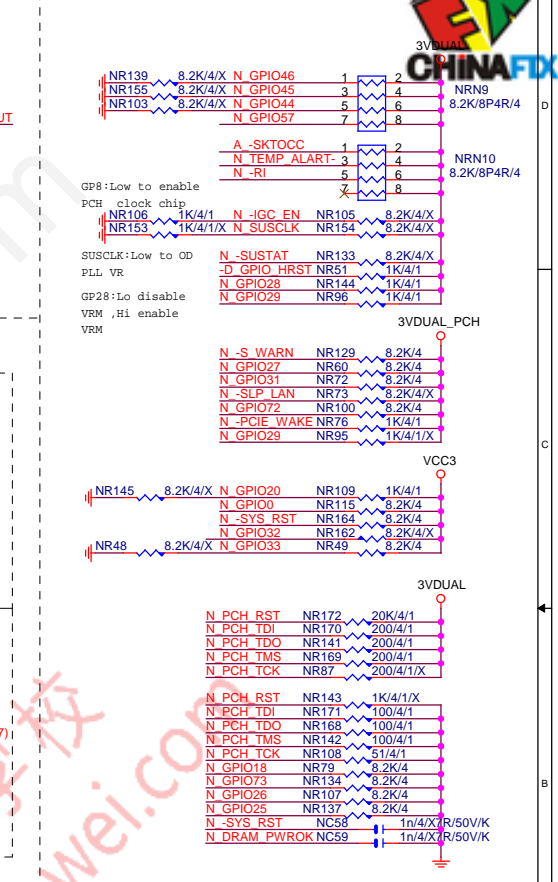 3VDUAL
CHINAFIX
NR139 8.2K/4/X N_GPIO46 1 2
NR155 8.2K/4/X N_GPIO45 3 4 NRN9
NR103 8.2K/4/X N_GPIO44 5 6 8.2K/8P4R/4
N_GPIO57 7 8
D
UT
A_-SKTOCC 1 2
N_TEMP_ALART- 3 4 NRN10
N_-RI 5 6 8.2K/8P4R/4
7 8
GP8:Low to enable
PCH clock chip
NR106 1K/4/1 N_-IGC_EN NR105 8.2K/4/X
NR153 1K/4/1/X N_SUSCLK NR154 8.2K/4/X
SUSCLK:Low to OD
PLL VR
N_-SUSTAT NR133 8.2K/4/X
-D_GPIO_HRST NR51 1K/4/1
N_GPIO28 NR144 1K/4/1
N_GPIO29 NR96 1K/4/1
GP28:Lo disable
VRM ,Hi enable
VRM
3VDUAL_PCH
N_-S_WARN NR129 8.2K/4
N_GPIO27 NR60 8.2K/4
N_GPIO31 NR72 8.2K/4
N_-SLP_LAN NR73 8.2K/4/X
N_GPIO72 NR100 8.2K/4
N_-PCIE_WAKE NR76 1K/4/1
N_GPIO29 NR95 1K/4/1/X
C
VCC3
NR145 8.2K/4/X N_GPIO20 NR109 1K/4/1
N_GPIO0 NR115 8.2K/4
N_-SYS_RST NR164 8.2K/4
N_GPIO32 NR162 8.2K/4/X
NR48 8.2K/4/X N_GPIO33 NR49 8.2K/4
3VDUAL
N_PCH_RST NR172 20K/4/1
N_PCH_TDI NR170 200/4/1
N_PCH_TDO NR141 200/4/1
N_PCH_TMS NR169 200/4/1
N_PCH_TCK NR87 200/4/1/X
N_PCH_RST NR143 1K/4/1/X
N_PCH_TDI NR171 100/4/1
N_PCH_TDO NR168 100/4/1
N_PCH_TMS NR142 100/4/1
N_PCH_TCK NR108 51/4/1
N_GPIO18 NR79 8.2K/4
N_GPIO73 NR134 8.2K/4
N_GPIO26 NR107 8.2K/4
N_GPIO25 NR137 8.2K/4
N_-SYS_RST NC58 1n/4/X7R/50V/K
N_DRAM_PWROK NC59 1n/4/X7R/50V/K
B
7)
学校
wei.com